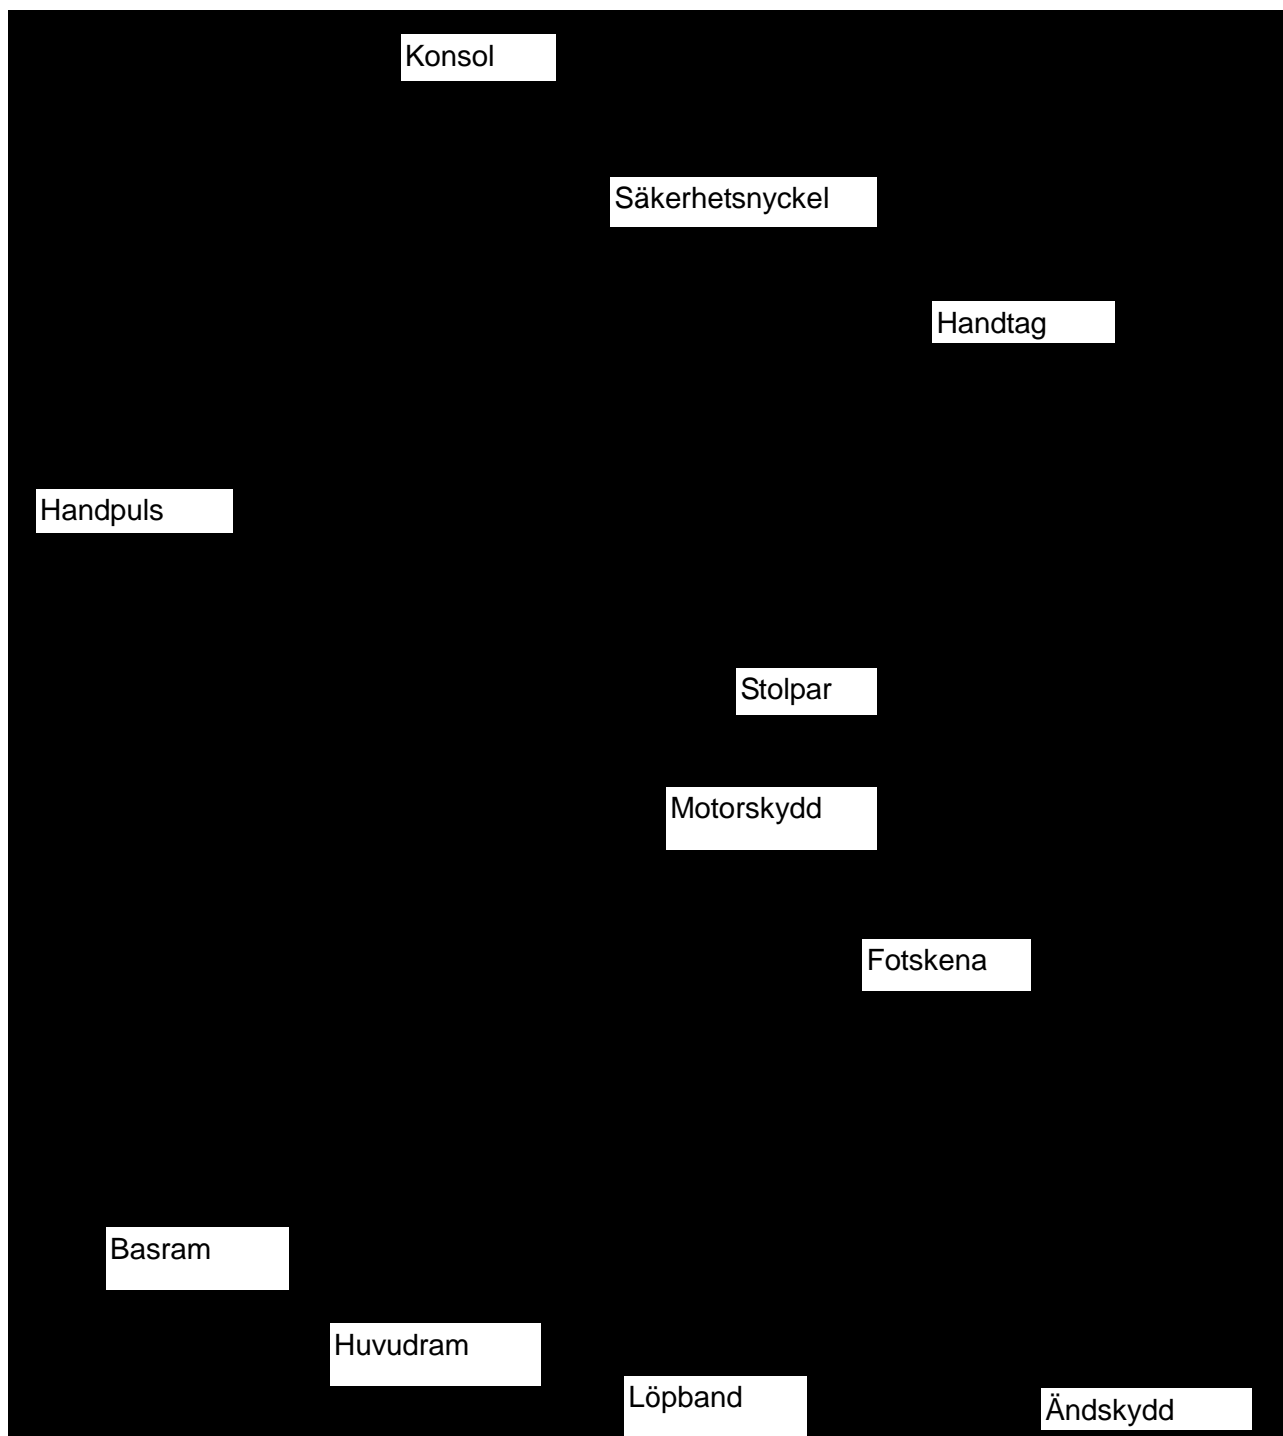 Konsol
Säkerhetsnyckel
Handtag
Handpuls
Stolpar
Motorskydd
Fotskena
Basram
Huvudram
Löpband
Ändskydd